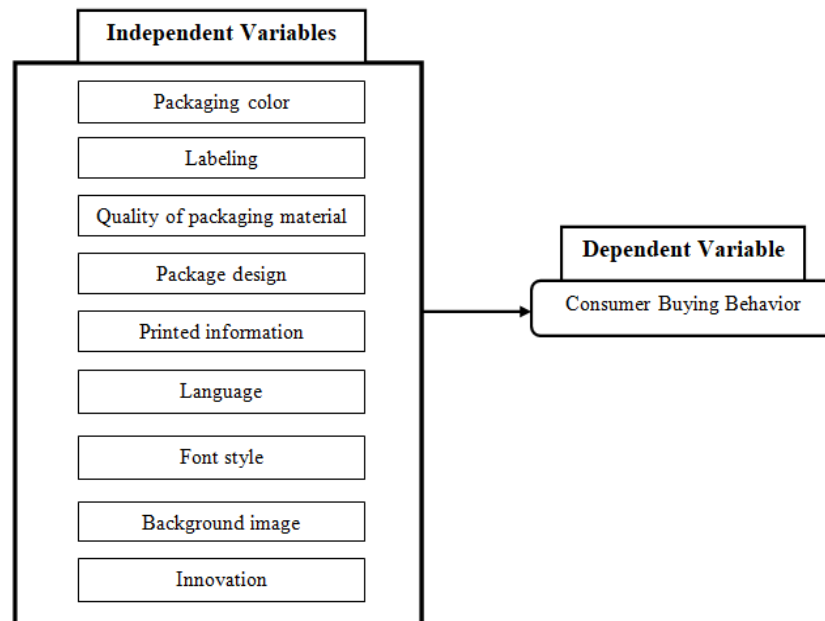 Independent Variables
Packaging color
Labeling
Quality of packaging material
Package design
Printed information
Language
Font style
Background image
Innovation
Dependent Variable
Consumer Buying Behavior